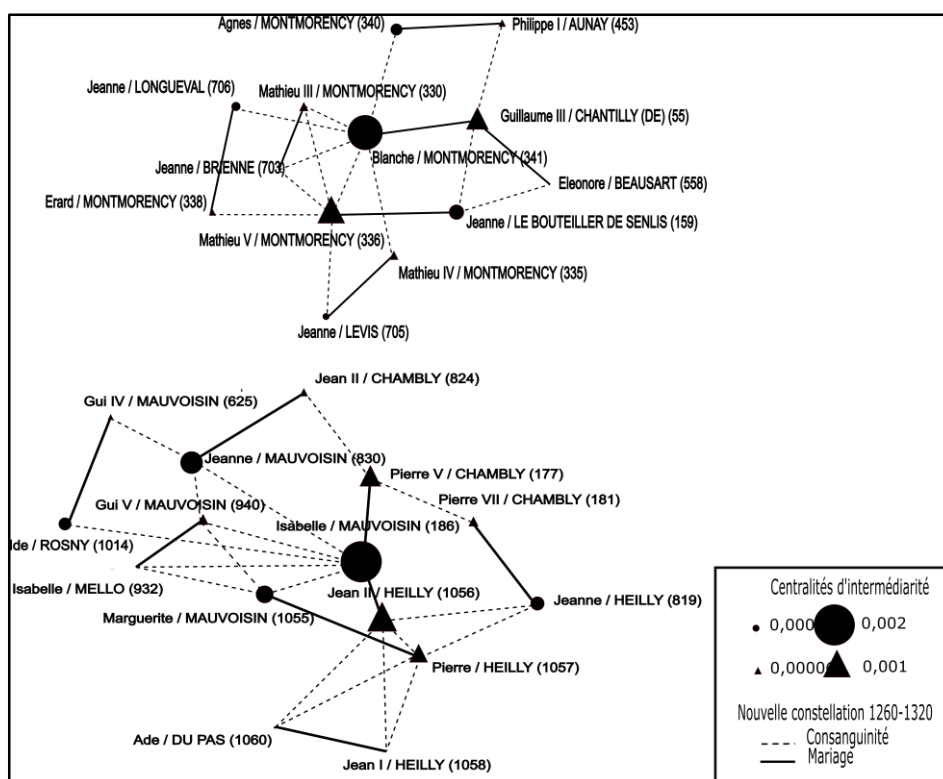 Agnes / MONTMORENCY (340)
Philippe I / AUNAY (453)
Jeanne / LONGUEVAL (706)
Mathieu III / MONTMORENCY (330)
Guillaume III / CHANTILLY (DE) (55)
Blanche / MONTMORENCY (341)
Jeanne / BRIENNE (703)
Eleonore / BEAUSART (558)
Erard / MONTMORENCY (338)
Jeanne / LE BOUTEILLER DE SENLIS (159)
Mathieu V / MONTMORENCY (336)
Mathieu IV / MONTMORENCY (335)
Jeanne / LEVIS (705)
Jean II / CHAMBLY (824)
Gui IV / MAUVOISIN (625)
Jeanne / MAUVOISIN (830)
Pierre V / CHAMBLY (177)
Gui V / MAUVOISIN (940)
Pierre VII / CHAMBLY (181)
Isabelle / MAUVOISIN (186)
Ide / ROSNY (1014)
Isabelle / MELLO (932)
Jean II / HEILLY (1056)
Jeanne / HEILLY (819)
Marguerite / MAUVOISIN (1055)
Pierre / HEILLY (1057)
Ade / DU PAS (1060)
Jean I / HEILLY (1058)
Centralités d'intermédiarité
0,000 0,002
0,0000 0,001
Nouvelle constellation 1260-1320
Consanguinité
Mariage